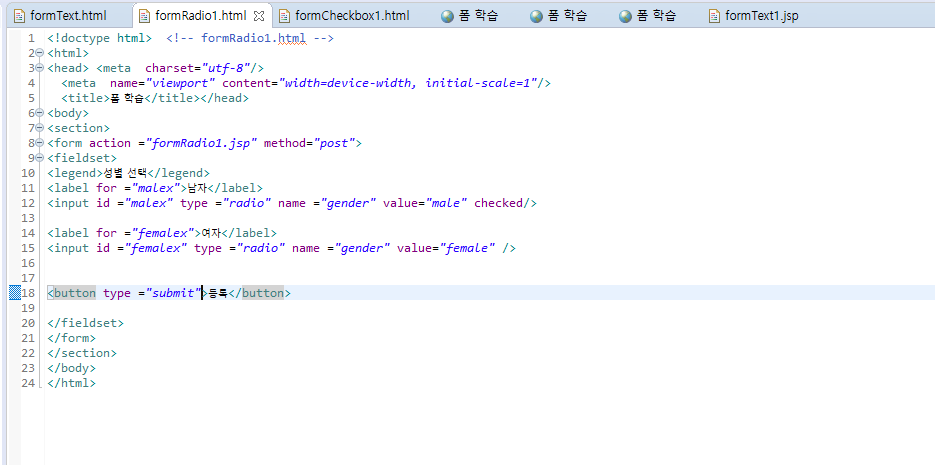 formText.html formRadio1.html formCheckbox1.html 폼 학습 폼 학습 폼 학습 formText1.jsp
1 <!doctype html> <!-- formRadio1.html -->
2 <html>
3 <head> <meta charset="utf-8"/>
4 <meta name="viewport" content="width=device-width, initial-scale=1"/>
5 <title>폼 학습</title></head>
6 <body>
7 <section>
8 <form action ="formRadio1.jsp" method="post">
9 <fieldset>
10 <legend>성별 선택</legend>
11 <label for ="malex">남자</label>
12 <input id ="malex" type ="radio" name ="gender" value="male" checked/>
13
14 <label for ="femalex">여자</label>
15 <input id ="femalex" type ="radio" name ="gender" value="female" />
16
17
18 <button type ="submit">등록</button>
19
20 </fieldset>
21 </form>
22 </section>
23 </body>
24 </html>